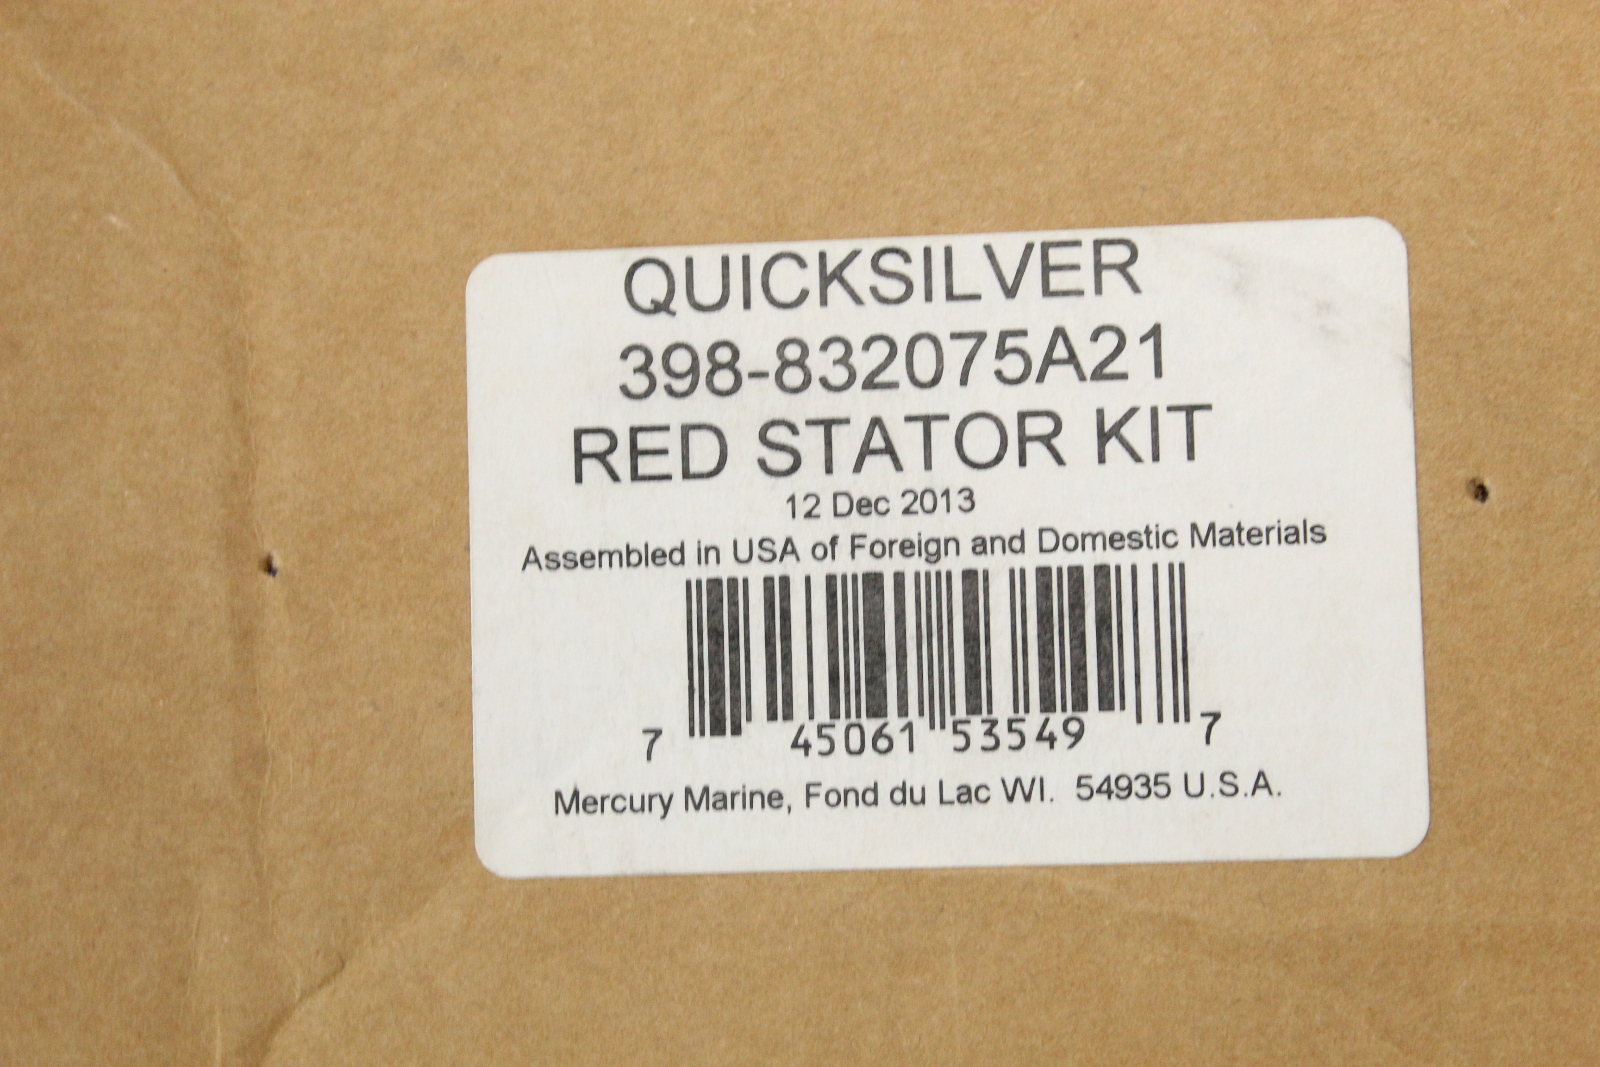 QUICKSILVER
398-832075A21
RED STATOR KIT
12 Dec 2013
Assembled in USA of Foreign and Domestic Materials
7 45061 53549 7
Mercury Marine, Fond du Lac WI. 54935 U.S.A.